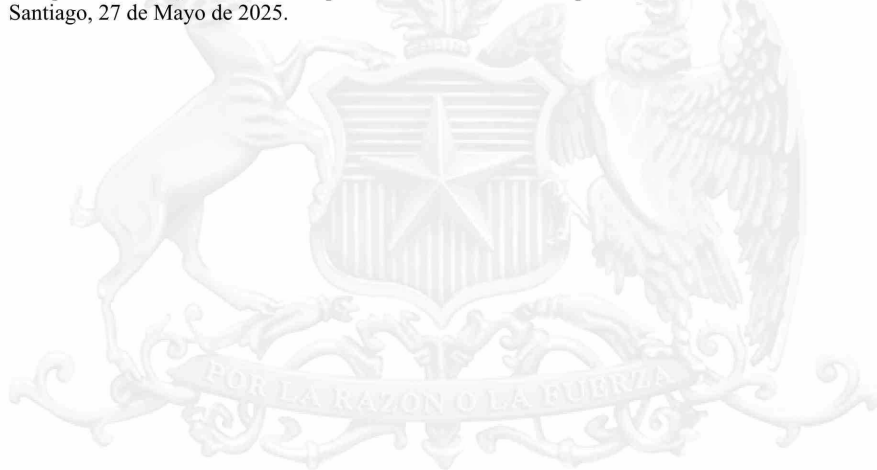 Santiago, 27 de Mayo de 2025.
POR LA RAZON O LA FUERZA